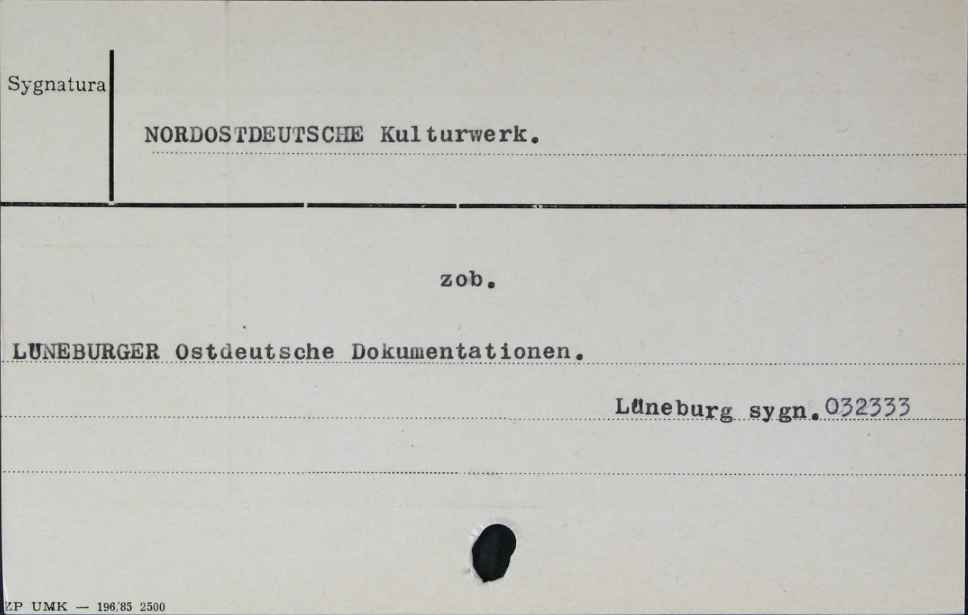 Sygnatura
NORDOSTDEUTSCHE Kulturwerk.
zob.
LÜNEBURGER Ostdeutsche Dokumentationen.
Lüneburg sygn. 032333
ZP UMK — 196/85 2500